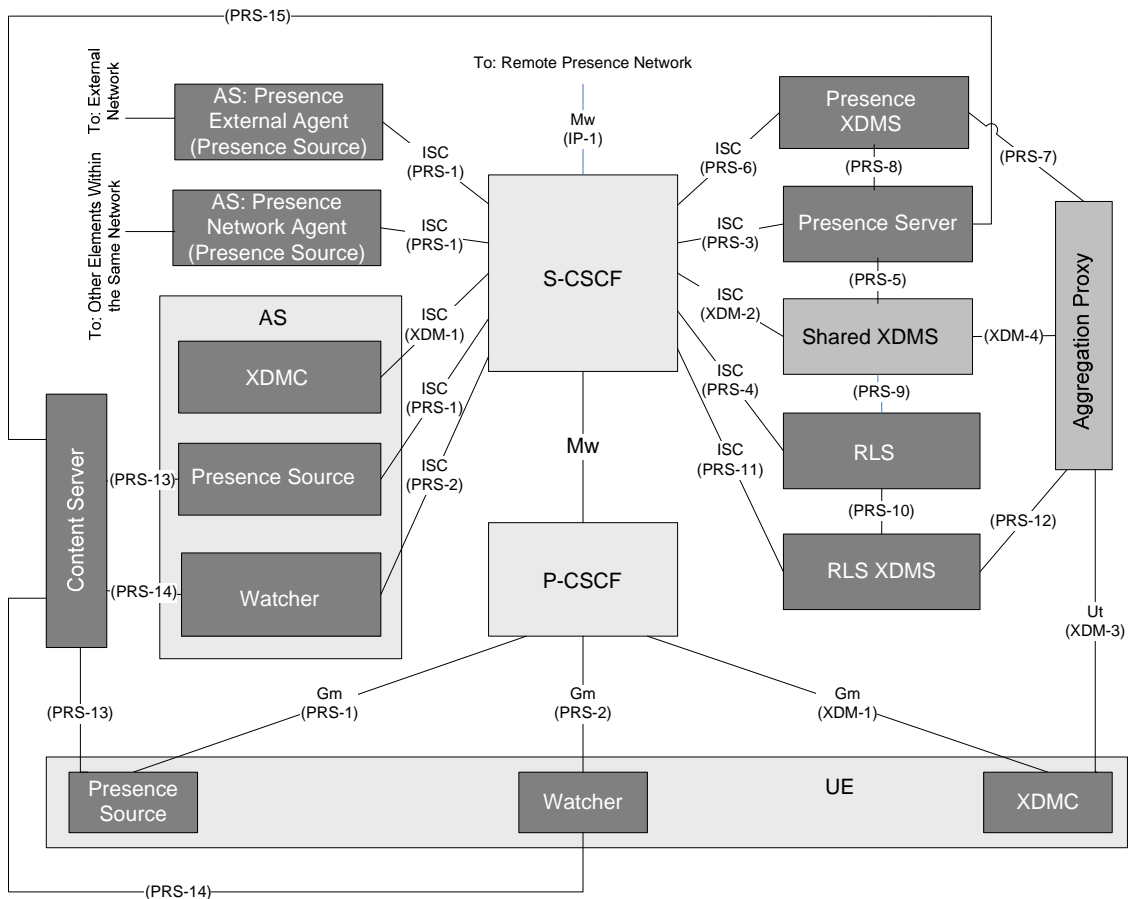 (PRS-15)
To: External
Network
AS: Presence
External Agent
(Presence Source)
To: Remote Presence Network
Mw
(IP-1)
Presence
XDMS
ISC
(PRS-1)
ISC
(PRS-6)
(PRS-7)
(PRS-8)
To: Other Elements Within
the Same Network
AS: Presence
Network Agent
(Presence Source)
ISC
(PRS-1)
ISC
(PRS-3)
Presence Server
S-CSCF
(PRS-5)
AS
ISC
(XDM-1)
ISC
(XDM-2)
Shared XDMS
(XDM-4)
Aggregation Proxy
XDMC
ISC
(PRS-1)
ISC
(PRS-4)
(PRS-9)
Mw
RLS
ISC
(PRS-2)
ISC
(PRS-11)
Content Server
(PRS-13)
Presence Source
(PRS-10)
(PRS-12)
P-CSCF
RLS XDMS
(PRS-14)
Watcher
Ut
(XDM-3)
(PRS-13)
Gm
(PRS-1)
Gm
(PRS-2)
Gm
(XDM-1)
UE
Presence
Source
Watcher
XDMC
(PRS-14)